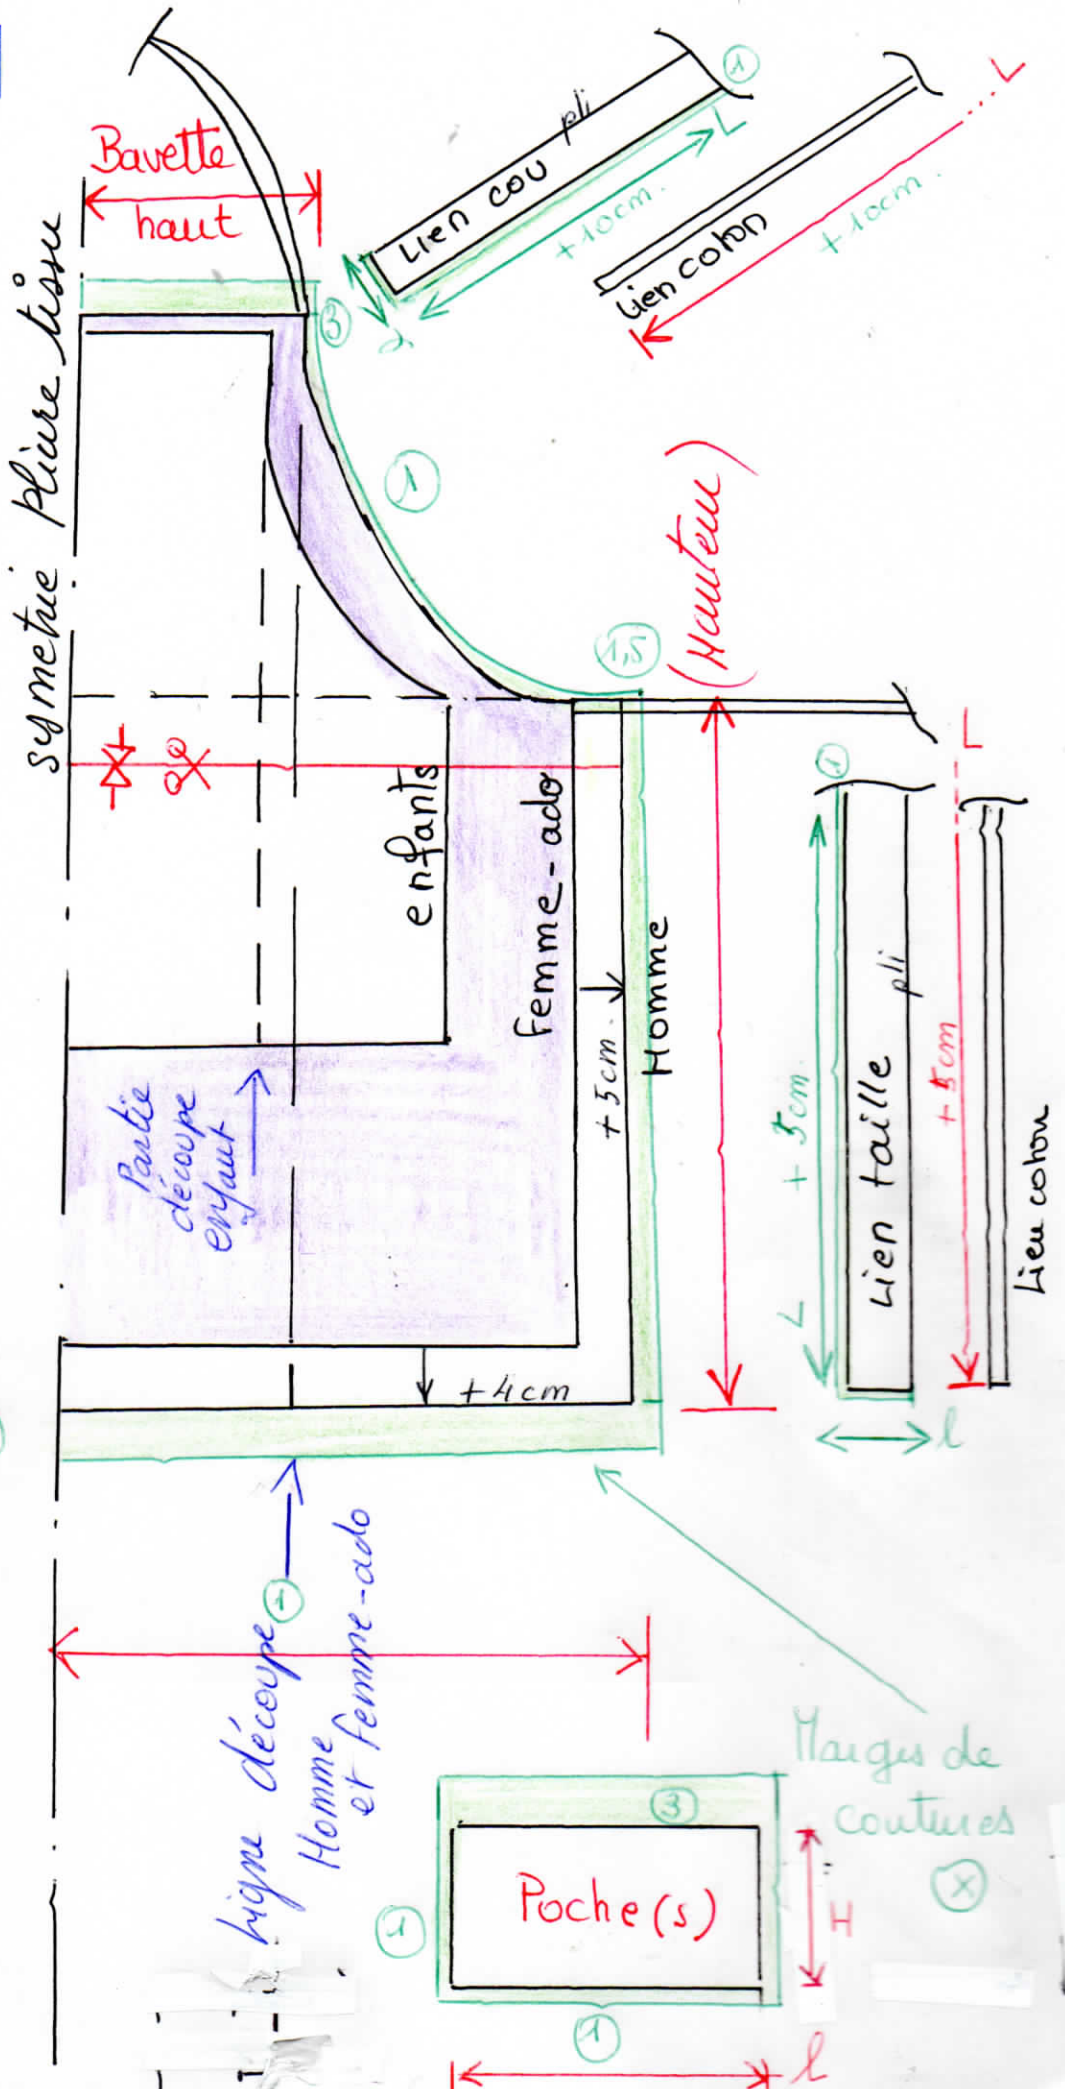 Bavette
haut
symetrie pliure tissu
Lien cou
pli
1
L
+10cm.
Lien coton
+10cm.
L
3
1
1,5
(Hauteur)
enfants
Femme-ado
Homme
+5cm.
Partie
découpe
enfant
+4cm
L
1
Lien taille
pli
L + 5cm
l
+5cm
Lien coton
Ligne découpe
Homme
et Femme-ado
Poche(s)
3
1
1
H
l
Marges de
coutures
X